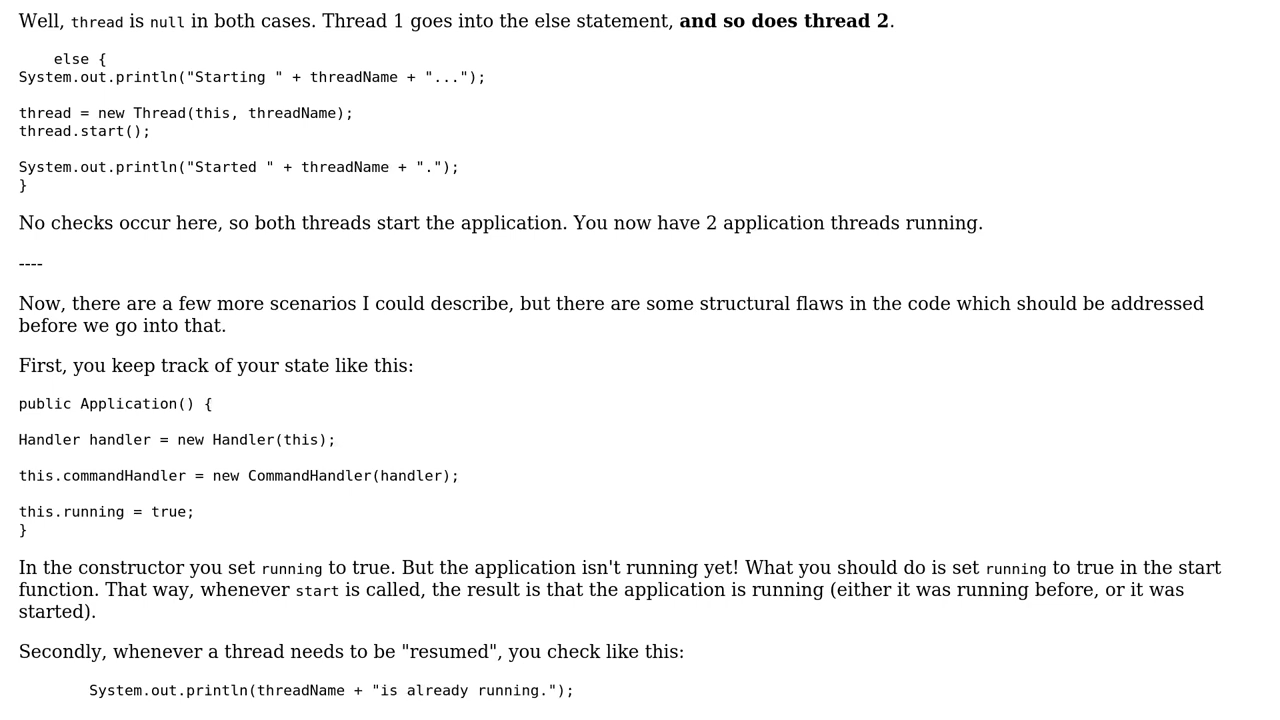 Well, thread is null in both cases. Thread 1 goes into the else statement, and so does thread 2.
else {
System.out.println("Starting " + threadName + "...");
thread = new Thread(this, threadName);
thread.start();
System.out.println("Started " + threadName + ".");
}
No checks occur here, so both threads start the application. You now have 2 application threads running.
----
Now, there are a few more scenarios I could describe, but there are some structural flaws in the code which should be addressed
before we go into that.
First, you keep track of your state like this:
public Application() {
Handler handler = new Handler(this);
this.commandHandler = new CommandHandler(handler);
this.running = true;
}
In the constructor you set running to true. But the application isn't running yet! What you should do is set running to true in the start
function. That way, whenever start is called, the result is that the application is running (either it was running before, or it was
started).
Secondly, whenever a thread needs to be "resumed", you check like this:
System.out.println(threadName + "is already running.");